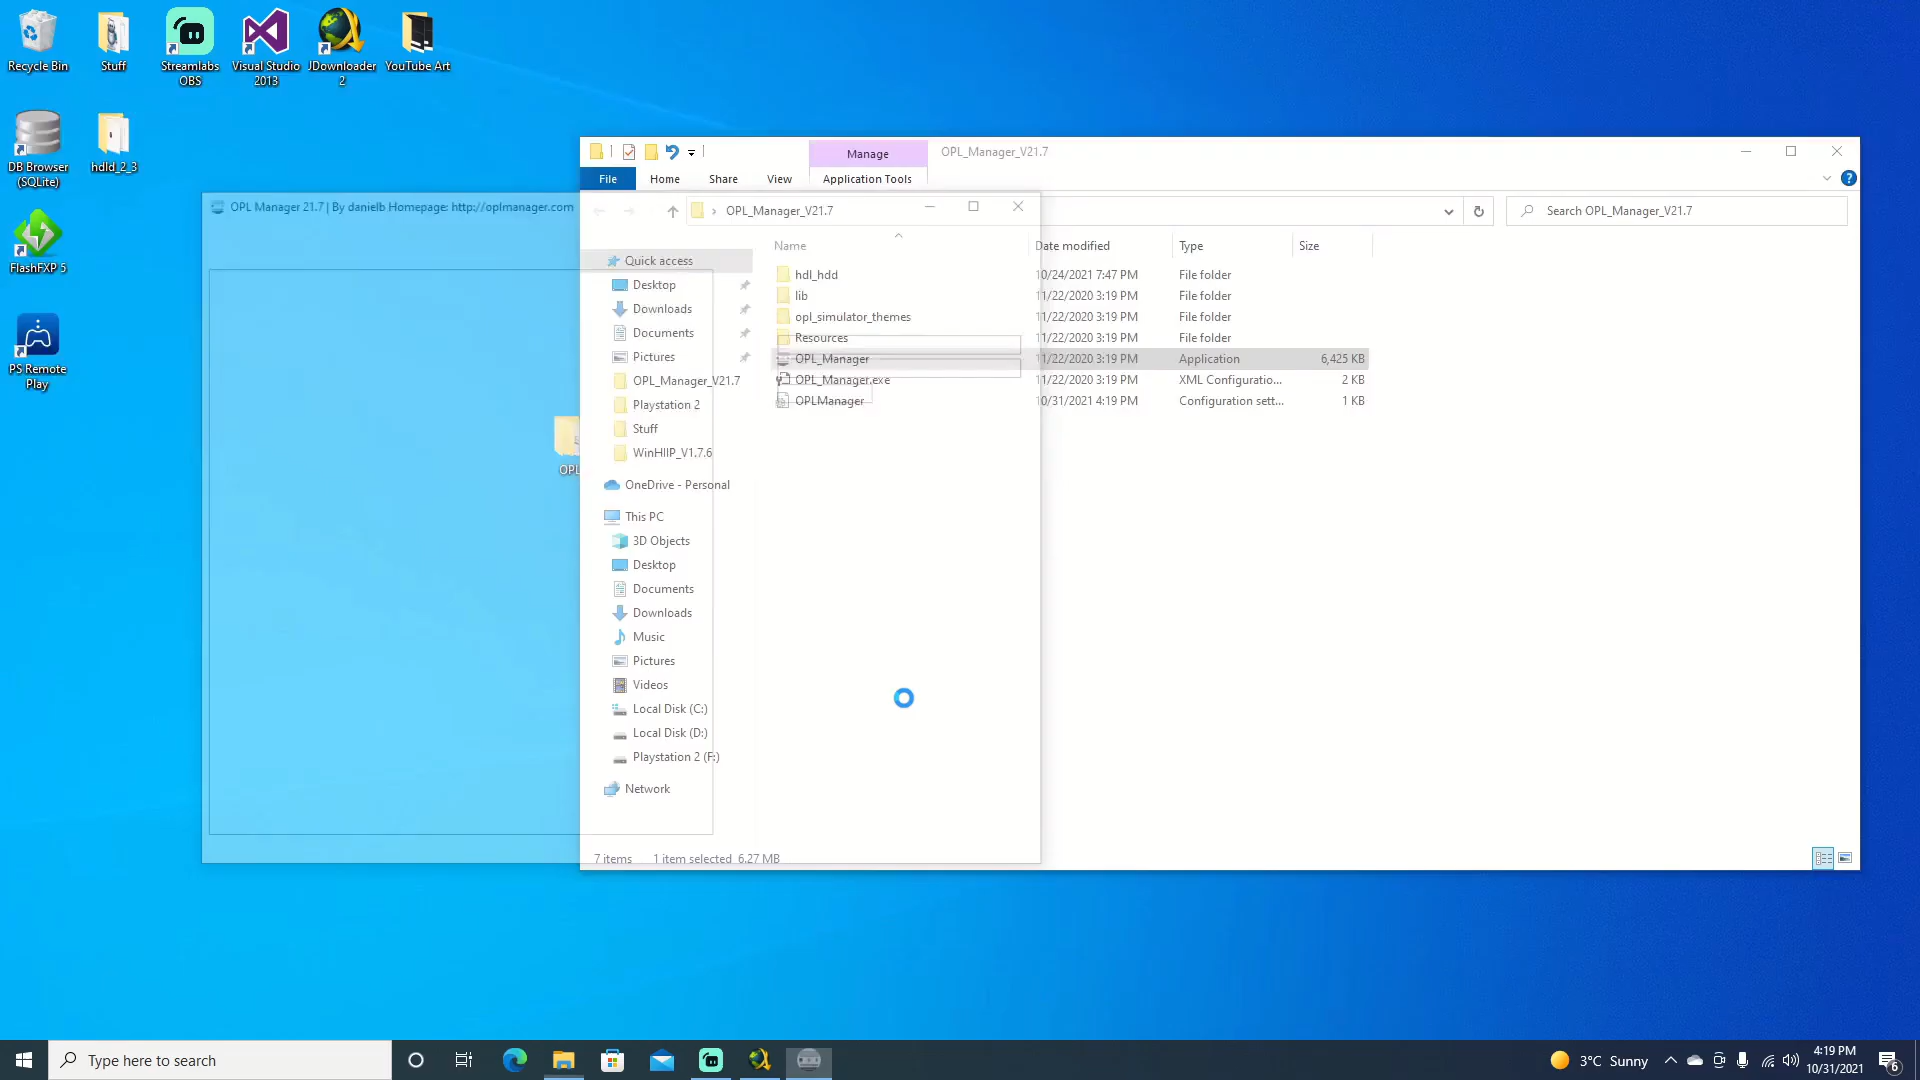 Recycle Bin
Stuff
Streamlabs
OBS
Visual Studio
2013
JDownloader
2
YouTube Art
DB Browser
(SQLite)
hdld_2_3
FlashFXP 5
PS Remote
Play
OPL Manager 21.7 | By danielb Homepage: http://oplmanager.com
OPL
Manage
OPL_Manager_V21.7
File
Home
Share
View
Application Tools
OPL_Manager_V21.7
Search OPL_Manager_V21.7
Name
Date modified
Type
Size
Quick access
Desktop
Downloads
Documents
Pictures
OPL_Manager_V21.7
Playstation 2
Stuff
WinHIIP_V1.7.6
OneDrive - Personal
This PC
3D Objects
Desktop
Documents
Downloads
Music
Pictures
Videos
Local Disk (C:)
Local Disk (D:)
Playstation 2 (F:)
Network
hdl_hdd 10/24/2021 7:47 PM File folder
lib 11/22/2020 3:19 PM File folder
opl_simulator_themes 11/22/2020 3:19 PM File folder
Resources 11/22/2020 3:19 PM File folder
OPL_Manager 11/22/2020 3:19 PM Application 6,425 KB
OPL_Manager.exe 11/22/2020 3:19 PM XML Configuratio... 2 KB
OPLManager 10/31/2021 4:19 PM Configuration sett... 1 KB
7 items 1 item selected 6.27 MB
Type here to search
3°C Sunny
4:19 PM
10/31/2021
6